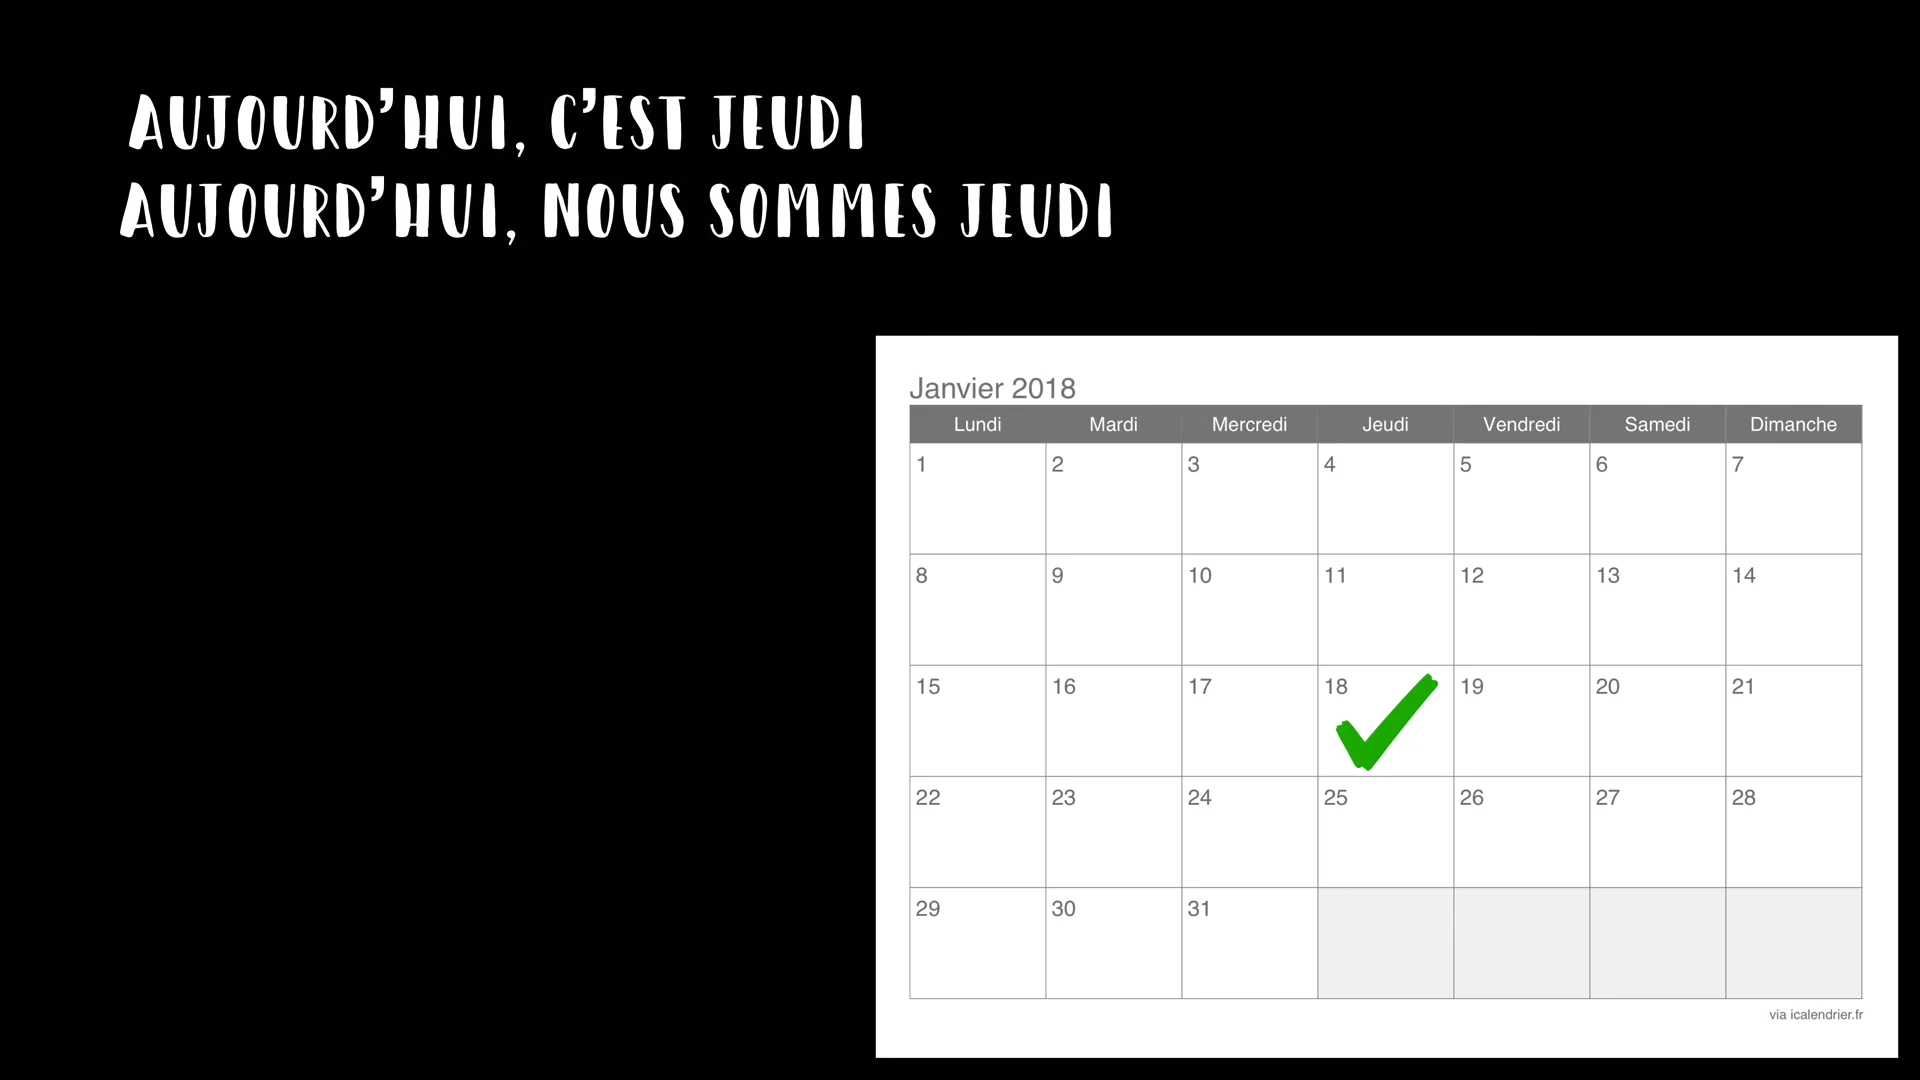 AUJOURD'HUI, C'EST JEUDI
AUJOURD'HUI, NOUS SOMMES JEUDI
Janvier 2018
Lundi Mardi Mercredi Jeudi Vendredi Samedi Dimanche
1 2 3 4 5 6 7
8 9 10 11 12 13 14
15 16 17 18 19 20 21
22 23 24 25 26 27 28
29 30 31
via icalendrier.fr